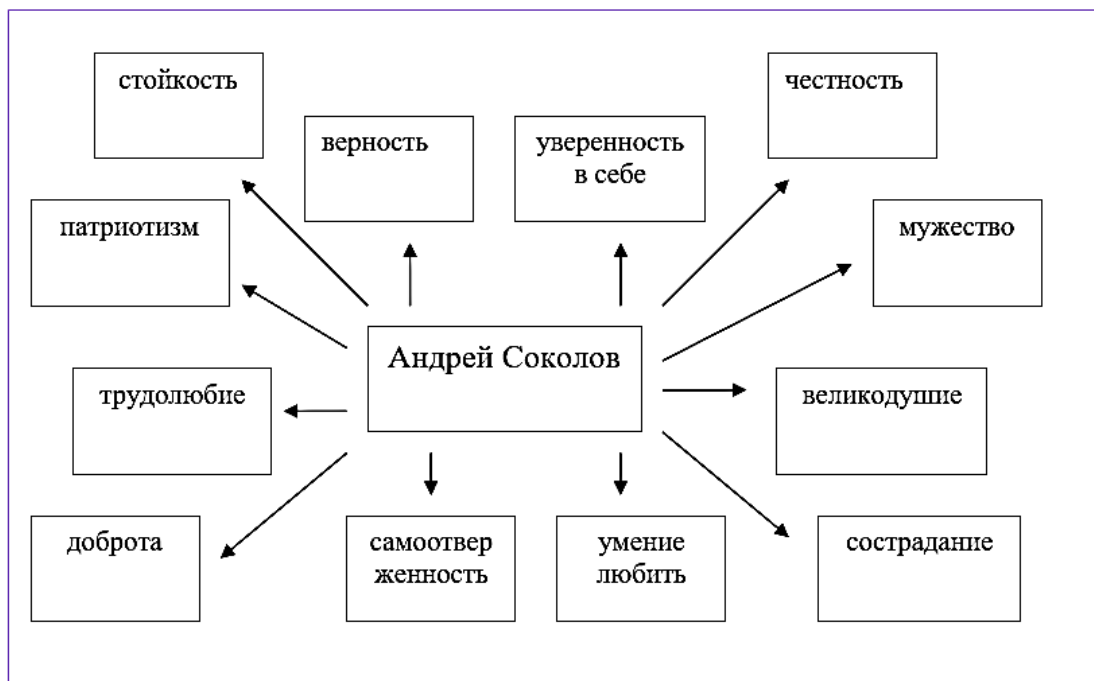 стойкость
честность
верность
уверенность
в себе
патриотизм
мужество
Андрей Соколов
трудолюбие
великодушие
доброта
самоотвер
женность
умение
любить
сострадание